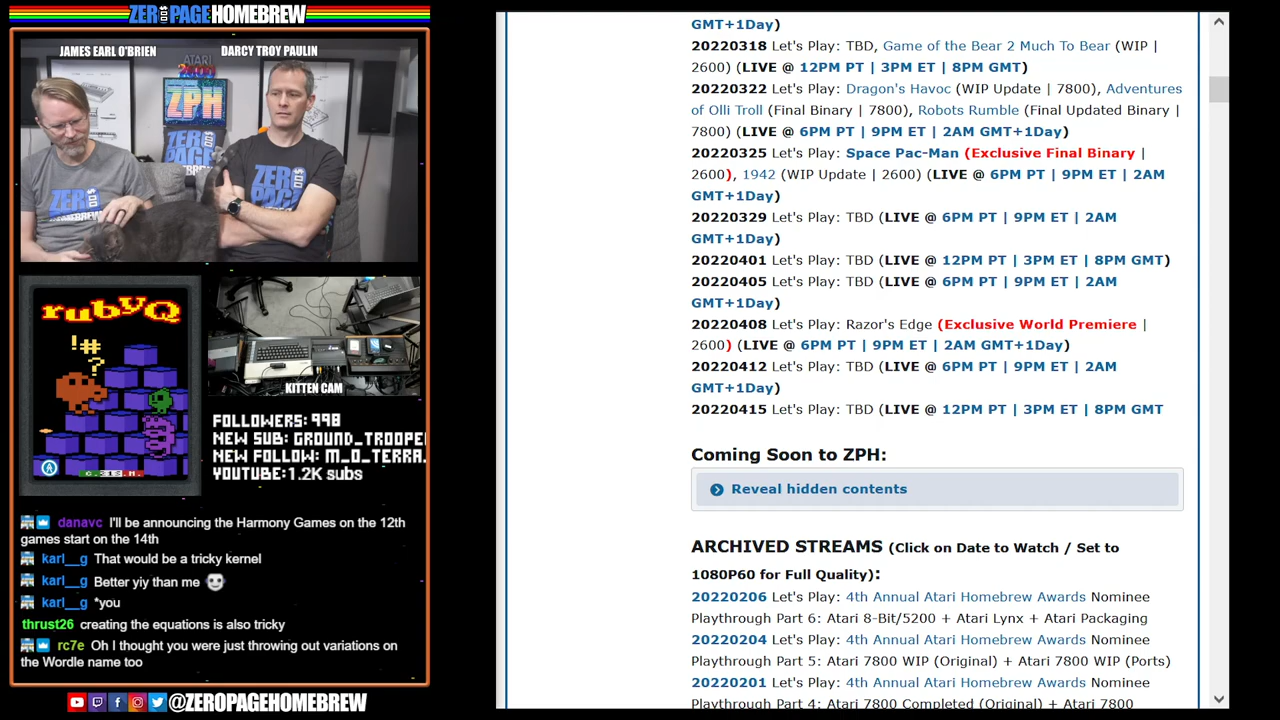 ZEROPAGEHOMEBREW
JAMES EARL O'BRIEN
DARCY TROY PAULIN
ATARI
ZPH
ZERO
PAGE
ZERO
PAGE
rubyQ
!#
?
KITTEN CAM
FOLLOWERS: 998
NEW SUB: GROUND_TROOPER
NEW FOLLOW: M_O_TERRA.
YOUTUBE:1.2K subs
danavc I'll be announcing the Harmony Games on the 12th
games start on the 14th
karl__g That would be a tricky kernel
karl__g Better yiy than me
karl__g *you
thrust26 creating the equations is also tricky
rc7e Oh I thought you were just throwing out variations on
the Wordle name too
@ZEROPAGEHOMEBREW
GMT+1Day)
20220318 Let's Play: TBD, Game of the Bear 2 Much To Bear (WIP |
2600) (LIVE @ 12PM PT | 3PM ET | 8PM GMT)
20220322 Let's Play: Dragon's Havoc (WIP Update | 7800), Adventures
of Olli Troll (Final Binary | 7800), Robots Rumble (Final Updated Binary |
7800) (LIVE @ 6PM PT | 9PM ET | 2AM GMT+1Day)
20220325 Let's Play: Space Pac-Man (Exclusive Final Binary |
2600), 1942 (WIP Update | 2600) (LIVE @ 6PM PT | 9PM ET | 2AM
GMT+1Day)
20220329 Let's Play: TBD (LIVE @ 6PM PT | 9PM ET | 2AM
GMT+1Day)
20220401 Let's Play: TBD (LIVE @ 12PM PT | 3PM ET | 8PM GMT)
20220405 Let's Play: TBD (LIVE @ 6PM PT | 9PM ET | 2AM
GMT+1Day)
20220408 Let's Play: Razor's Edge (Exclusive World Premiere |
2600) (LIVE @ 6PM PT | 9PM ET | 2AM GMT+1Day)
20220412 Let's Play: TBD (LIVE @ 6PM PT | 9PM ET | 2AM
GMT+1Day)
20220415 Let's Play: TBD (LIVE @ 12PM PT | 3PM ET | 8PM GMT
Coming Soon to ZPH:
Reveal hidden contents
ARCHIVED STREAMS (Click on Date to Watch / Set to
1080P60 for Full Quality):
20220206 Let's Play: 4th Annual Atari Homebrew Awards Nominee
Playthrough Part 6: Atari 8-Bit/5200 + Atari Lynx + Atari Packaging
20220204 Let's Play: 4th Annual Atari Homebrew Awards Nominee
Playthrough Part 5: Atari 7800 WIP (Original) + Atari 7800 WIP (Ports)
20220201 Let's Play: 4th Annual Atari Homebrew Awards Nominee
Playthrough Part 4: Atari 7800 Completed (Original) + Atari 7800